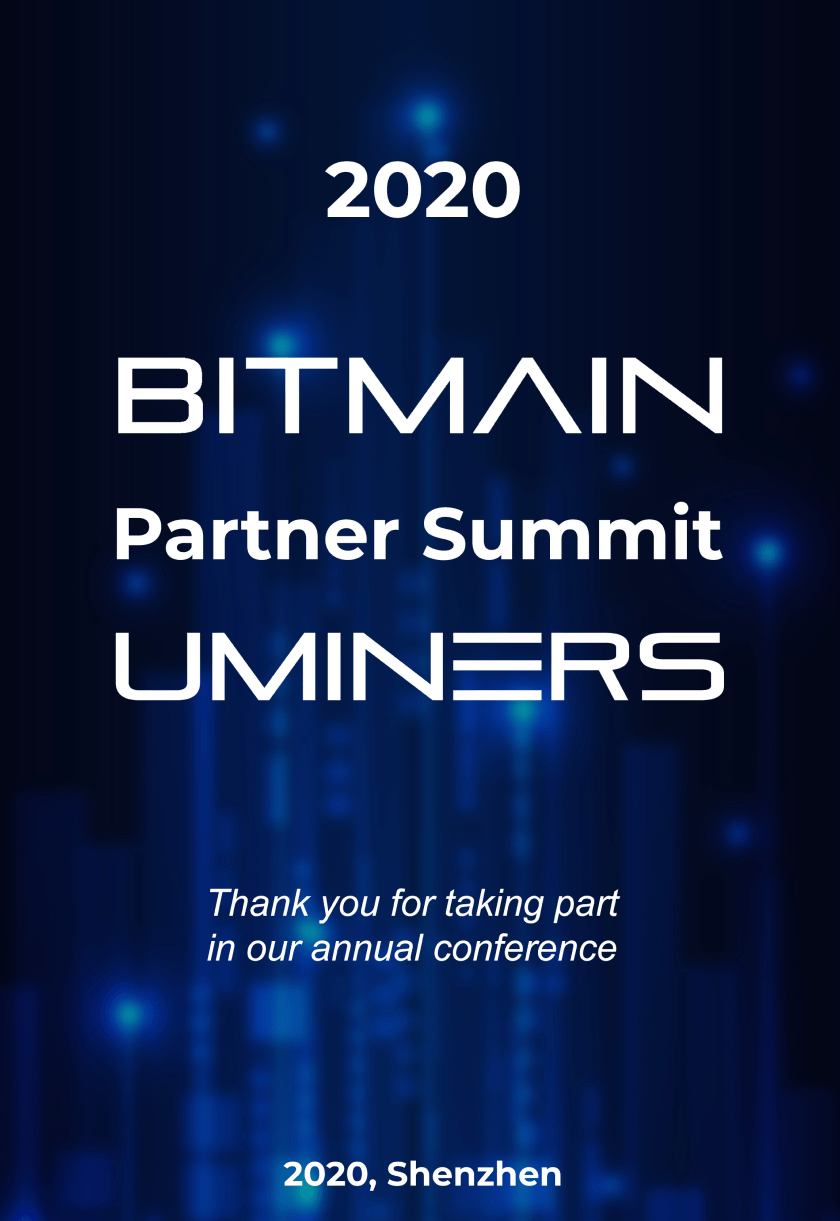 2020
BITMAIN
Partner Summit
UMINERS
Thank you for taking part
in our annual conference
2020, Shenzhen